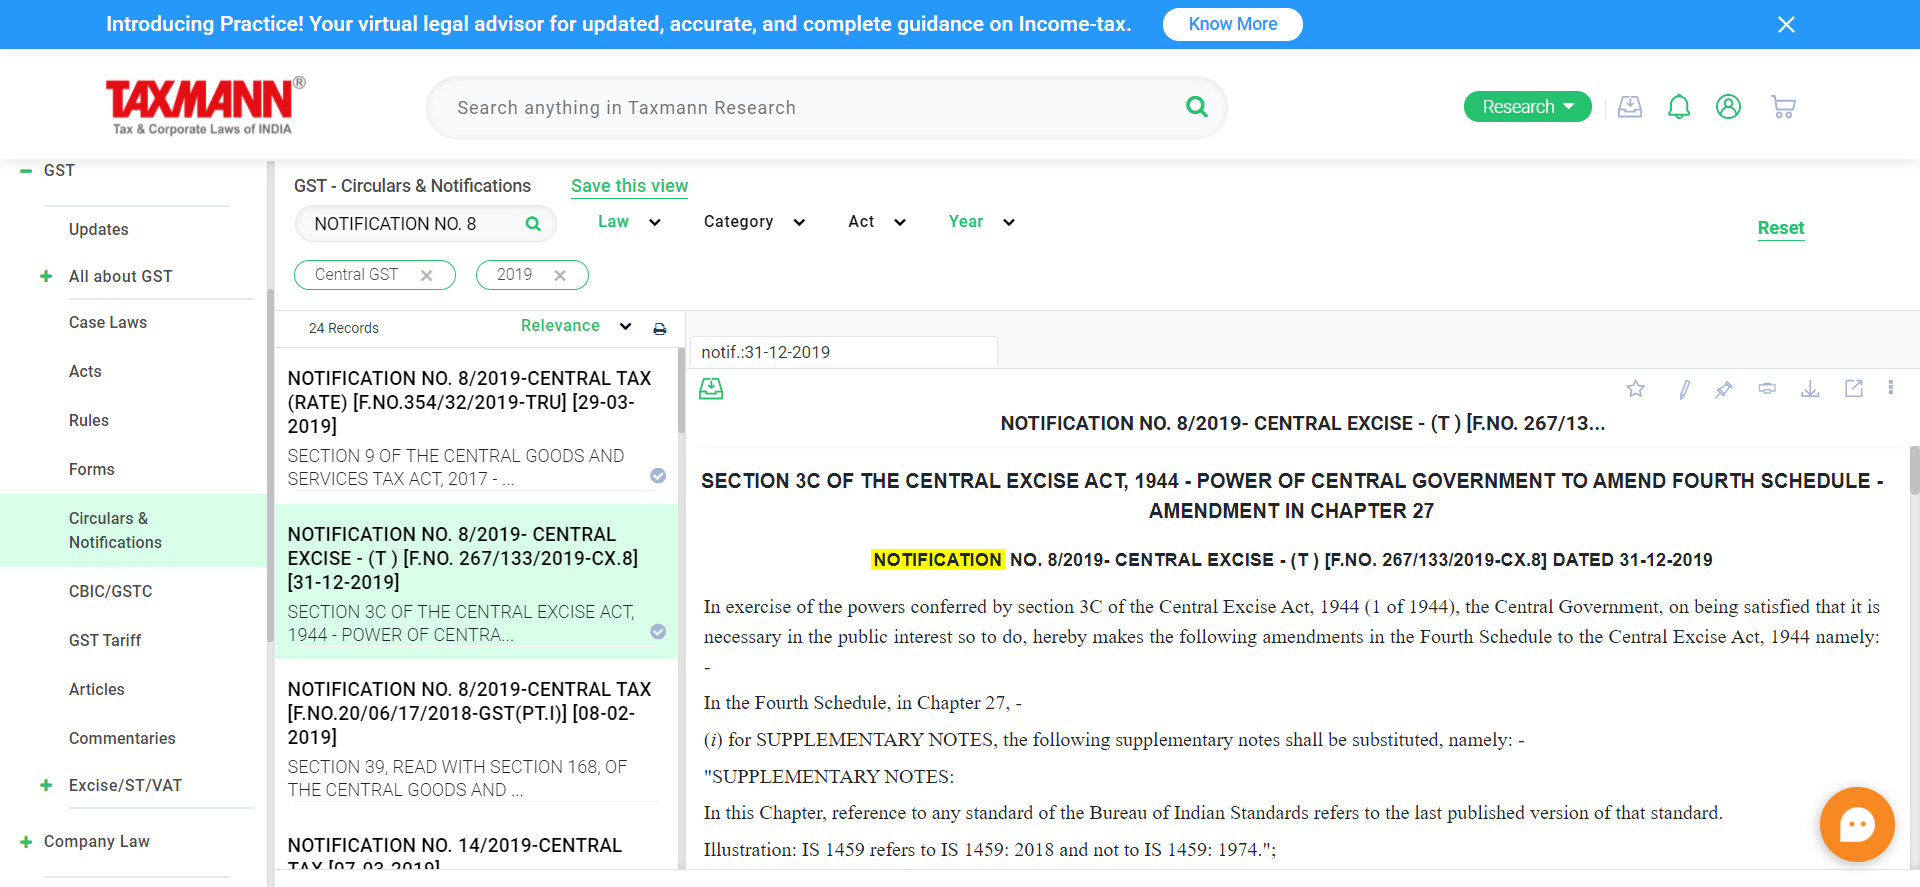 Introducing Practice! Your virtual legal advisor for updated, accurate, and complete guidance on Income-tax.
Know More
TAXMANN®
Tax & Corporate Laws of INDIA
Search anything in Taxmann Research
Research
GST
Updates
All about GST
Case Laws
Acts
Rules
Forms
Circulars &
Notifications
CBIC/GSTC
GST Tariff
Articles
Commentaries
Excise/ST/VAT
Company Law
GST - Circulars & Notifications
Save this view
NOTIFICATION NO. 8
Law
Category
Act
Year
Reset
Central GST
2019
24 Records
Relevance
NOTIFICATION NO. 8/2019-CENTRAL TAX
(RATE) [F.NO.354/32/2019-TRU] [29-03-
2019]
SECTION 9 OF THE CENTRAL GOODS AND
SERVICES TAX ACT, 2017 - ...
NOTIFICATION NO. 8/2019- CENTRAL
EXCISE - (T ) [F.NO. 267/133/2019-CX.8]
[31-12-2019]
SECTION 3C OF THE CENTRAL EXCISE ACT,
1944 - POWER OF CENTRA...
NOTIFICATION NO. 8/2019-CENTRAL TAX
[F.NO.20/06/17/2018-GST(PT.I)] [08-02-
2019]
SECTION 39, READ WITH SECTION 168, OF
THE CENTRAL GOODS AND ...
NOTIFICATION NO. 14/2019-CENTRAL
TAX [07-03-2019]
notif.:31-12-2019
NOTIFICATION NO. 8/2019- CENTRAL EXCISE - (T ) [F.NO. 267/13...
SECTION 3C OF THE CENTRAL EXCISE ACT, 1944 - POWER OF CENTRAL GOVERNMENT TO AMEND FOURTH SCHEDULE -
AMENDMENT IN CHAPTER 27
NOTIFICATION NO. 8/2019- CENTRAL EXCISE - (T ) [F.NO. 267/133/2019-CX.8] DATED 31-12-2019
In exercise of the powers conferred by section 3C of the Central Excise Act, 1944 (1 of 1944), the Central Government, on being satisfied that it is
necessary in the public interest so to do, hereby makes the following amendments in the Fourth Schedule to the Central Excise Act, 1944 namely:
-
In the Fourth Schedule, in Chapter 27, -
(i) for SUPPLEMENTARY NOTES, the following supplementary notes shall be substituted, namely: -
"SUPPLEMENTARY NOTES:
In this Chapter, reference to any standard of the Bureau of Indian Standards refers to the last published version of that standard.
Illustration: IS 1459 refers to IS 1459: 2018 and not to IS 1459: 1974.";